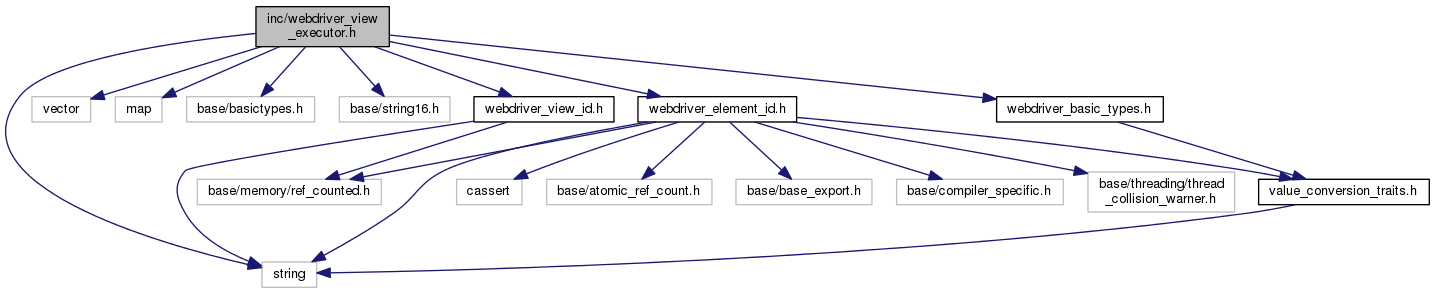 inc/webdriver_view
_executor.h
vector
map
base/basictypes.h
base/string16.h
webdriver_view_id.h
webdriver_element_id.h
webdriver_basic_types.h
base/memory/ref_counted.h
cassert
base/atomic_ref_count.h
base/base_export.h
base/compiler_specific.h
base/threading/thread
_collision_warner.h
value_conversion_traits.h
string